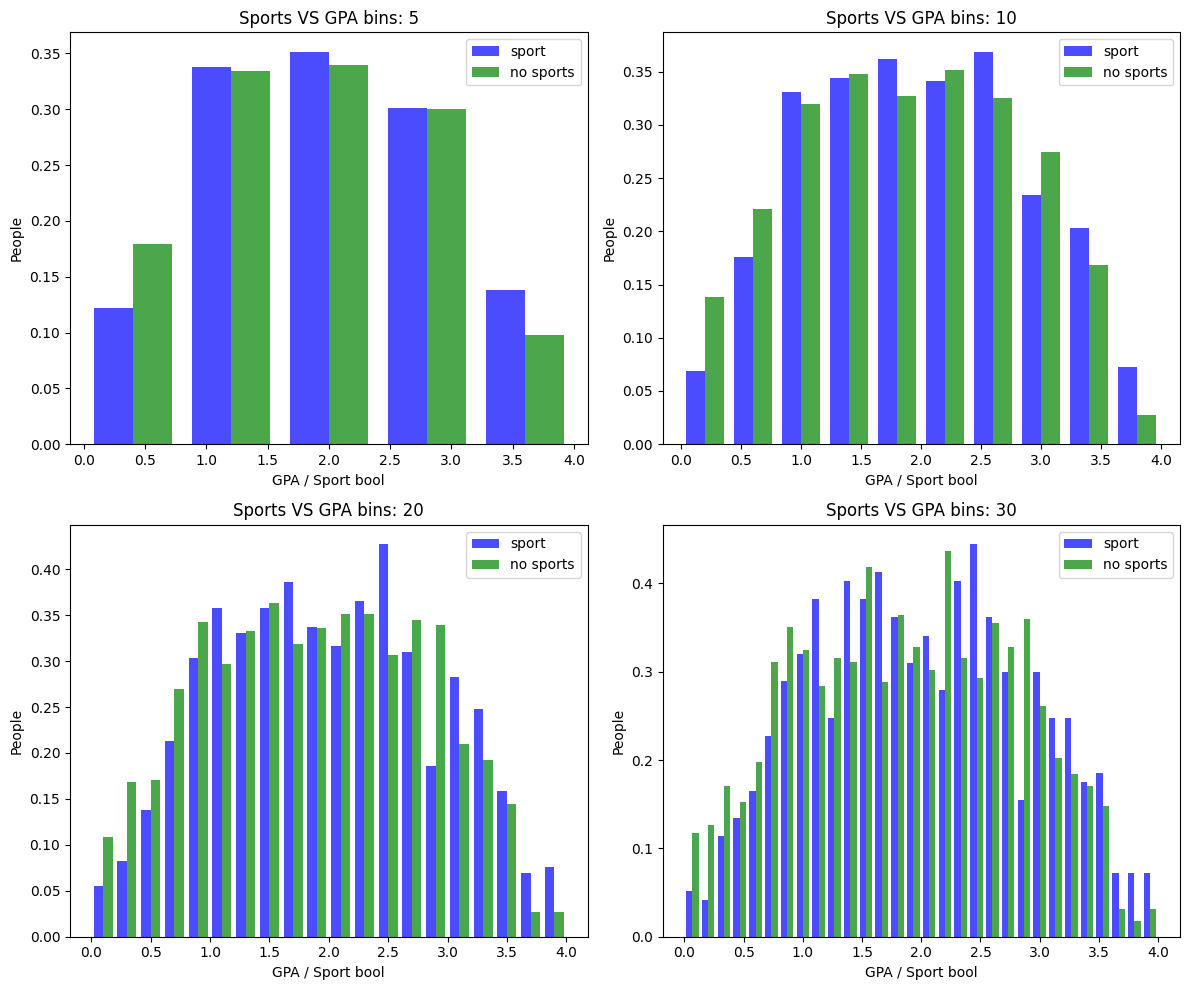 Sports VS GPA bins: 5
sport
no sports
0.35
0.30
0.25
0.20
0.15
0.10
0.05
0.00
People
0.0 0.5 1.0 1.5 2.0 2.5 3.0 3.5 4.0
GPA / Sport bool
Sports VS GPA bins: 10
sport
no sports
0.35
0.30
0.25
0.20
0.15
0.10
0.05
0.00
People
0.0 0.5 1.0 1.5 2.0 2.5 3.0 3.5 4.0
GPA / Sport bool
Sports VS GPA bins: 20
sport
no sports
0.40
0.35
0.30
0.25
0.20
0.15
0.10
0.05
0.00
People
0.0 0.5 1.0 1.5 2.0 2.5 3.0 3.5 4.0
GPA / Sport bool
Sports VS GPA bins: 30
sport
no sports
0.4
0.3
0.2
0.1
0.0
People
0.0 0.5 1.0 1.5 2.0 2.5 3.0 3.5 4.0
GPA / Sport bool